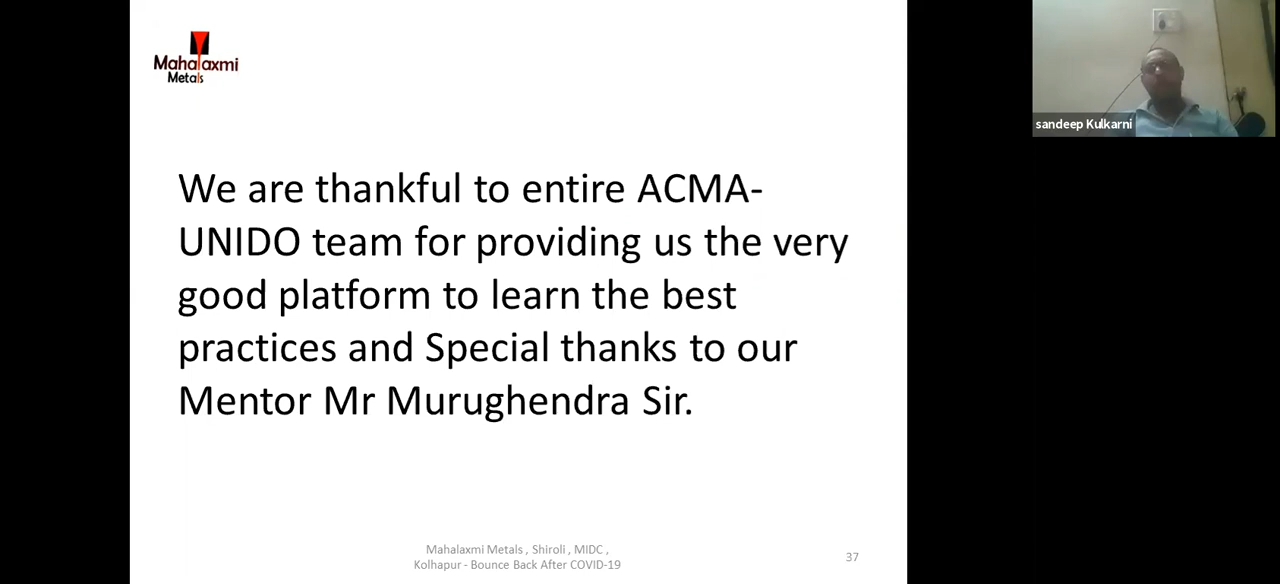 Mahalaxmi
Metals
sandeep Kulkarni
We are thankful to entire ACMA-
UNIDO team for providing us the very
good platform to learn the best
practices and Special thanks to our
Mentor Mr Murughendra Sir.
Mahalaxmi Metals , Shiroli , MIDC ,
Kolhapur - Bounce Back After COVID-19
37